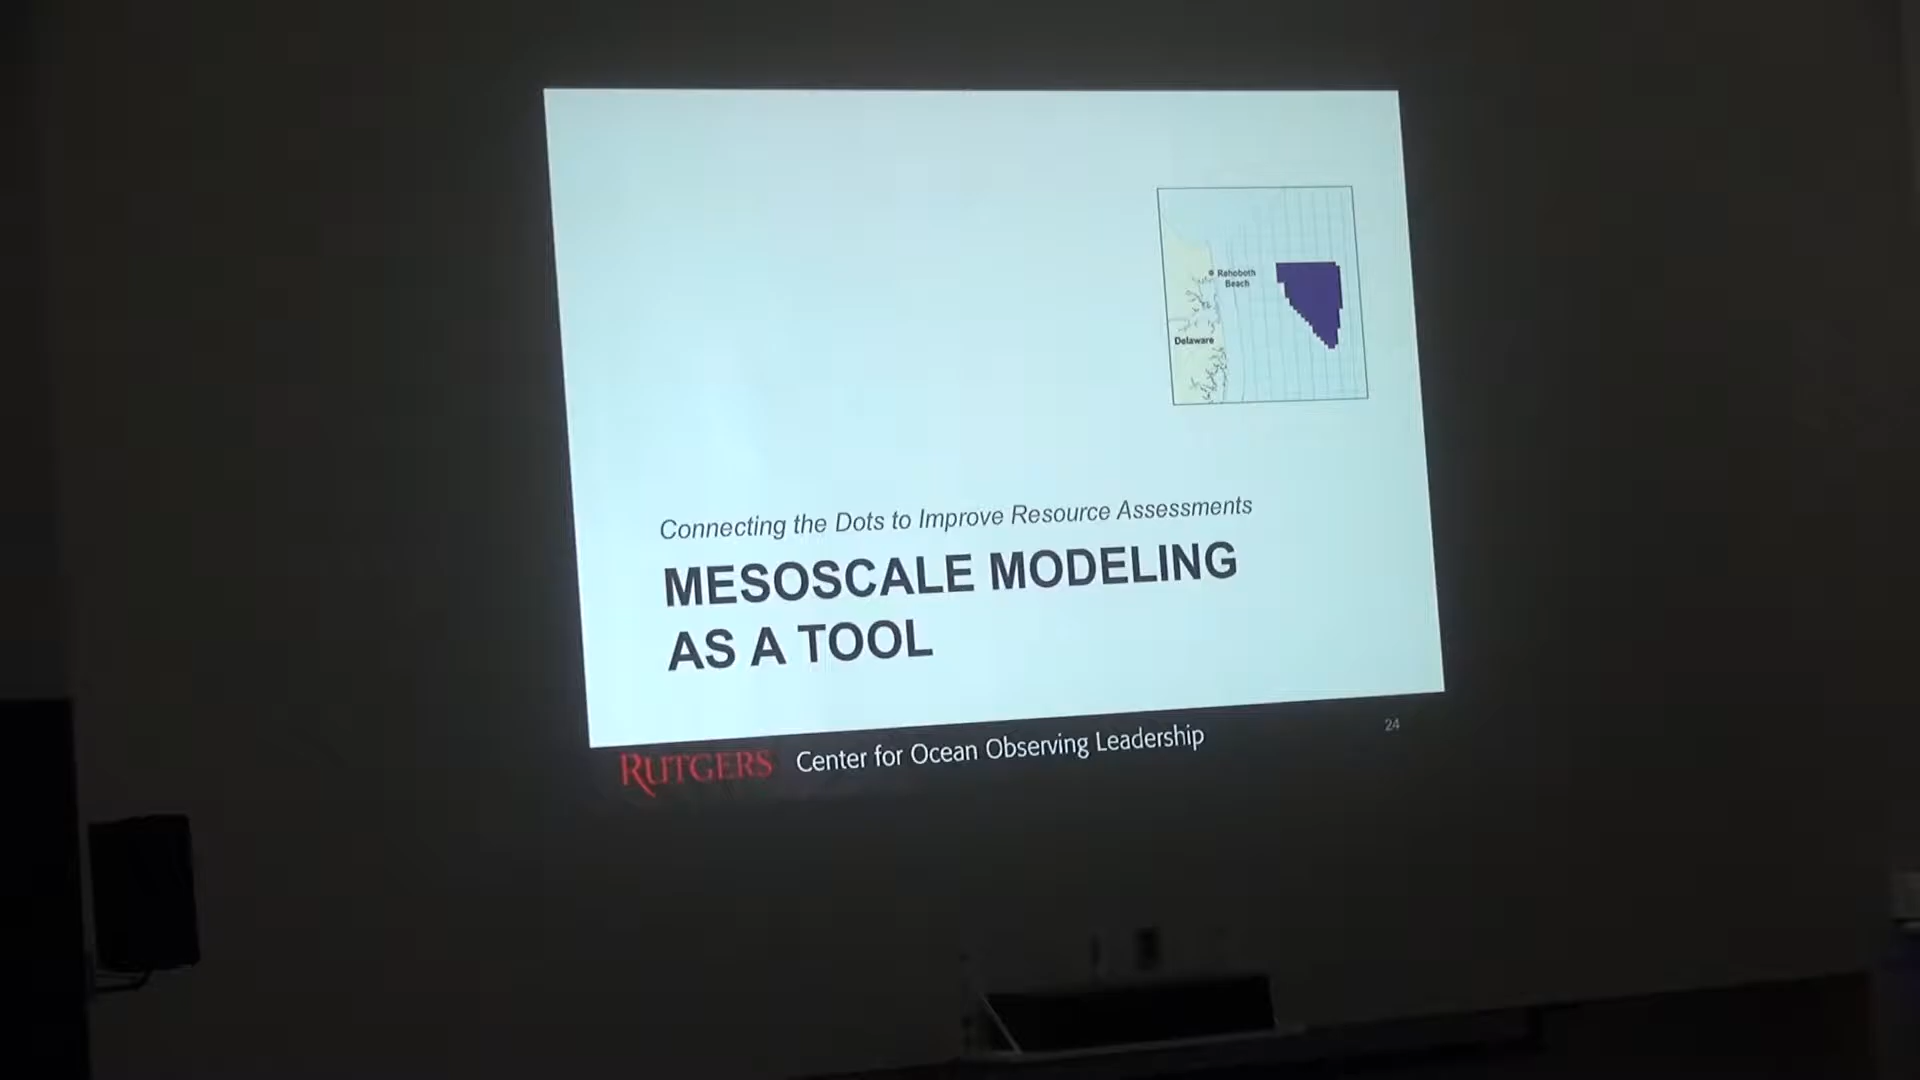 Rehoboth
Beach
Delaware
Connecting the Dots to Improve Resource Assessments
MESOSCALE MODELING
AS A TOOL
RUTGERS Center for Ocean Observing Leadership
24